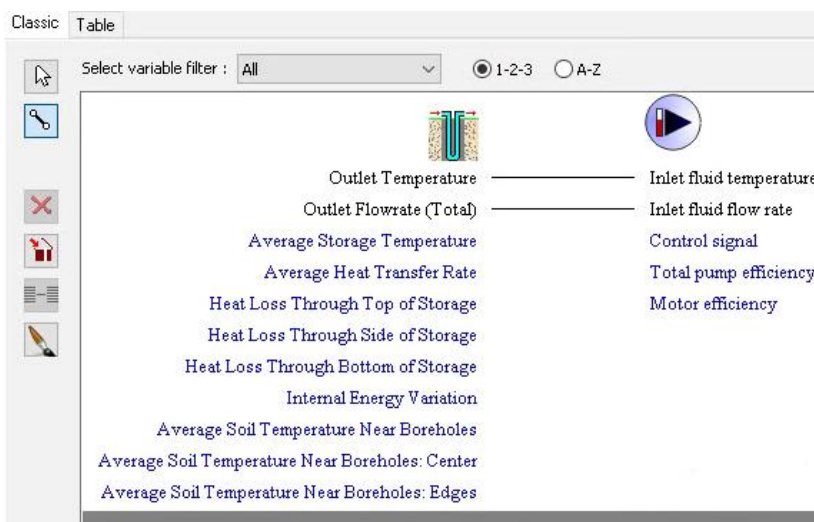 Classic Table
Select variable filter : All 1-2-3 A-Z
Outlet Temperature Inlet fluid temperature
Outlet Flowrate (Total) Inlet fluid flow rate
Average Storage Temperature Control signal
Average Heat Transfer Rate Total pump efficiency
Heat Loss Through Top of Storage Motor efficiency
Heat Loss Through Side of Storage
Heat Loss Through Bottom of Storage
Internal Energy Variation
Average Soil Temperature Near Boreholes
Average Soil Temperature Near Boreholes: Center
Average Soil Temperature Near Boreholes: Edges